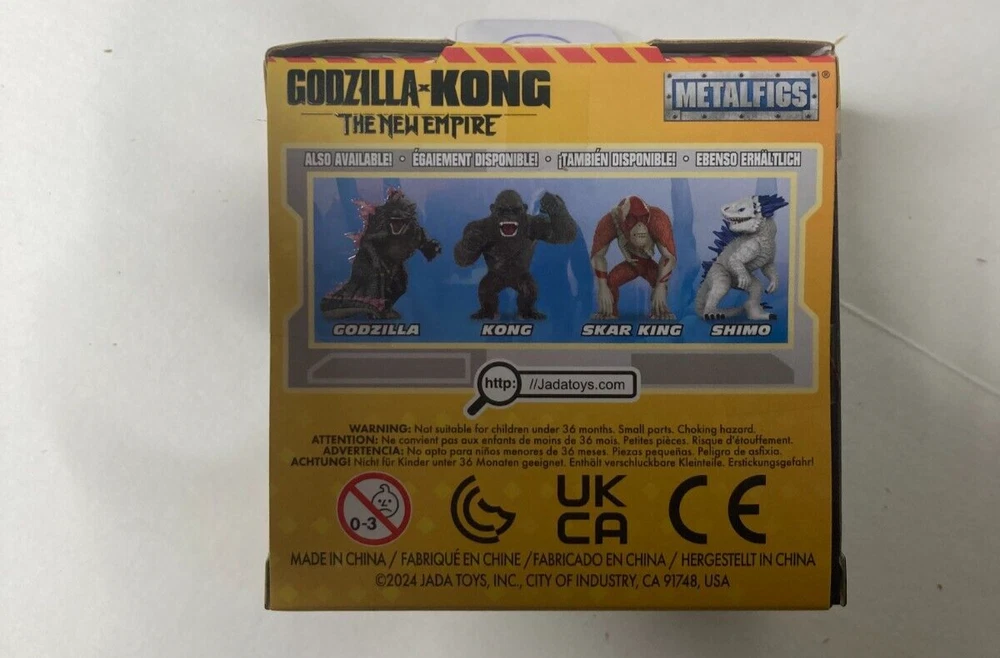 GODZILLA x KONG
THE NEW EMPIRE
METALFIGS®
ALSO AVAILABLE! • ÉGAIEMENT DISPONIBLE! • ¡TAMBIÉN DISPONIBLE! • EBENSO ERHÄLTLICH
GODZILLA KONG SKAR KING SHIMO
http: //Jadatoys.com
WARNING: Not suitable for children under 36 months. Small parts. Choking hazard.
ATTENTION: Ne convient pas aux enfants de moins de 36 mois. Petites pièces. Risque d'étouffement.
ADVERTENCIA: No apto para niños menores de 36 meses. Piezas pequeñas. Peligro de asfixia.
ACHTUNG! Nicht für Kinder unter 36 Monaten geeignet. Enthält verschluckbare Kleinteile. Erstickungsgefahr!
0-3
UK
CA
CE
MADE IN CHINA / FABRIQUÉ EN CHINE / FABRICADO EN CHINA / HERGESTELLT IN CHINA
©2024 JADA TOYS, INC., CITY OF INDUSTRY, CA 91748, USA